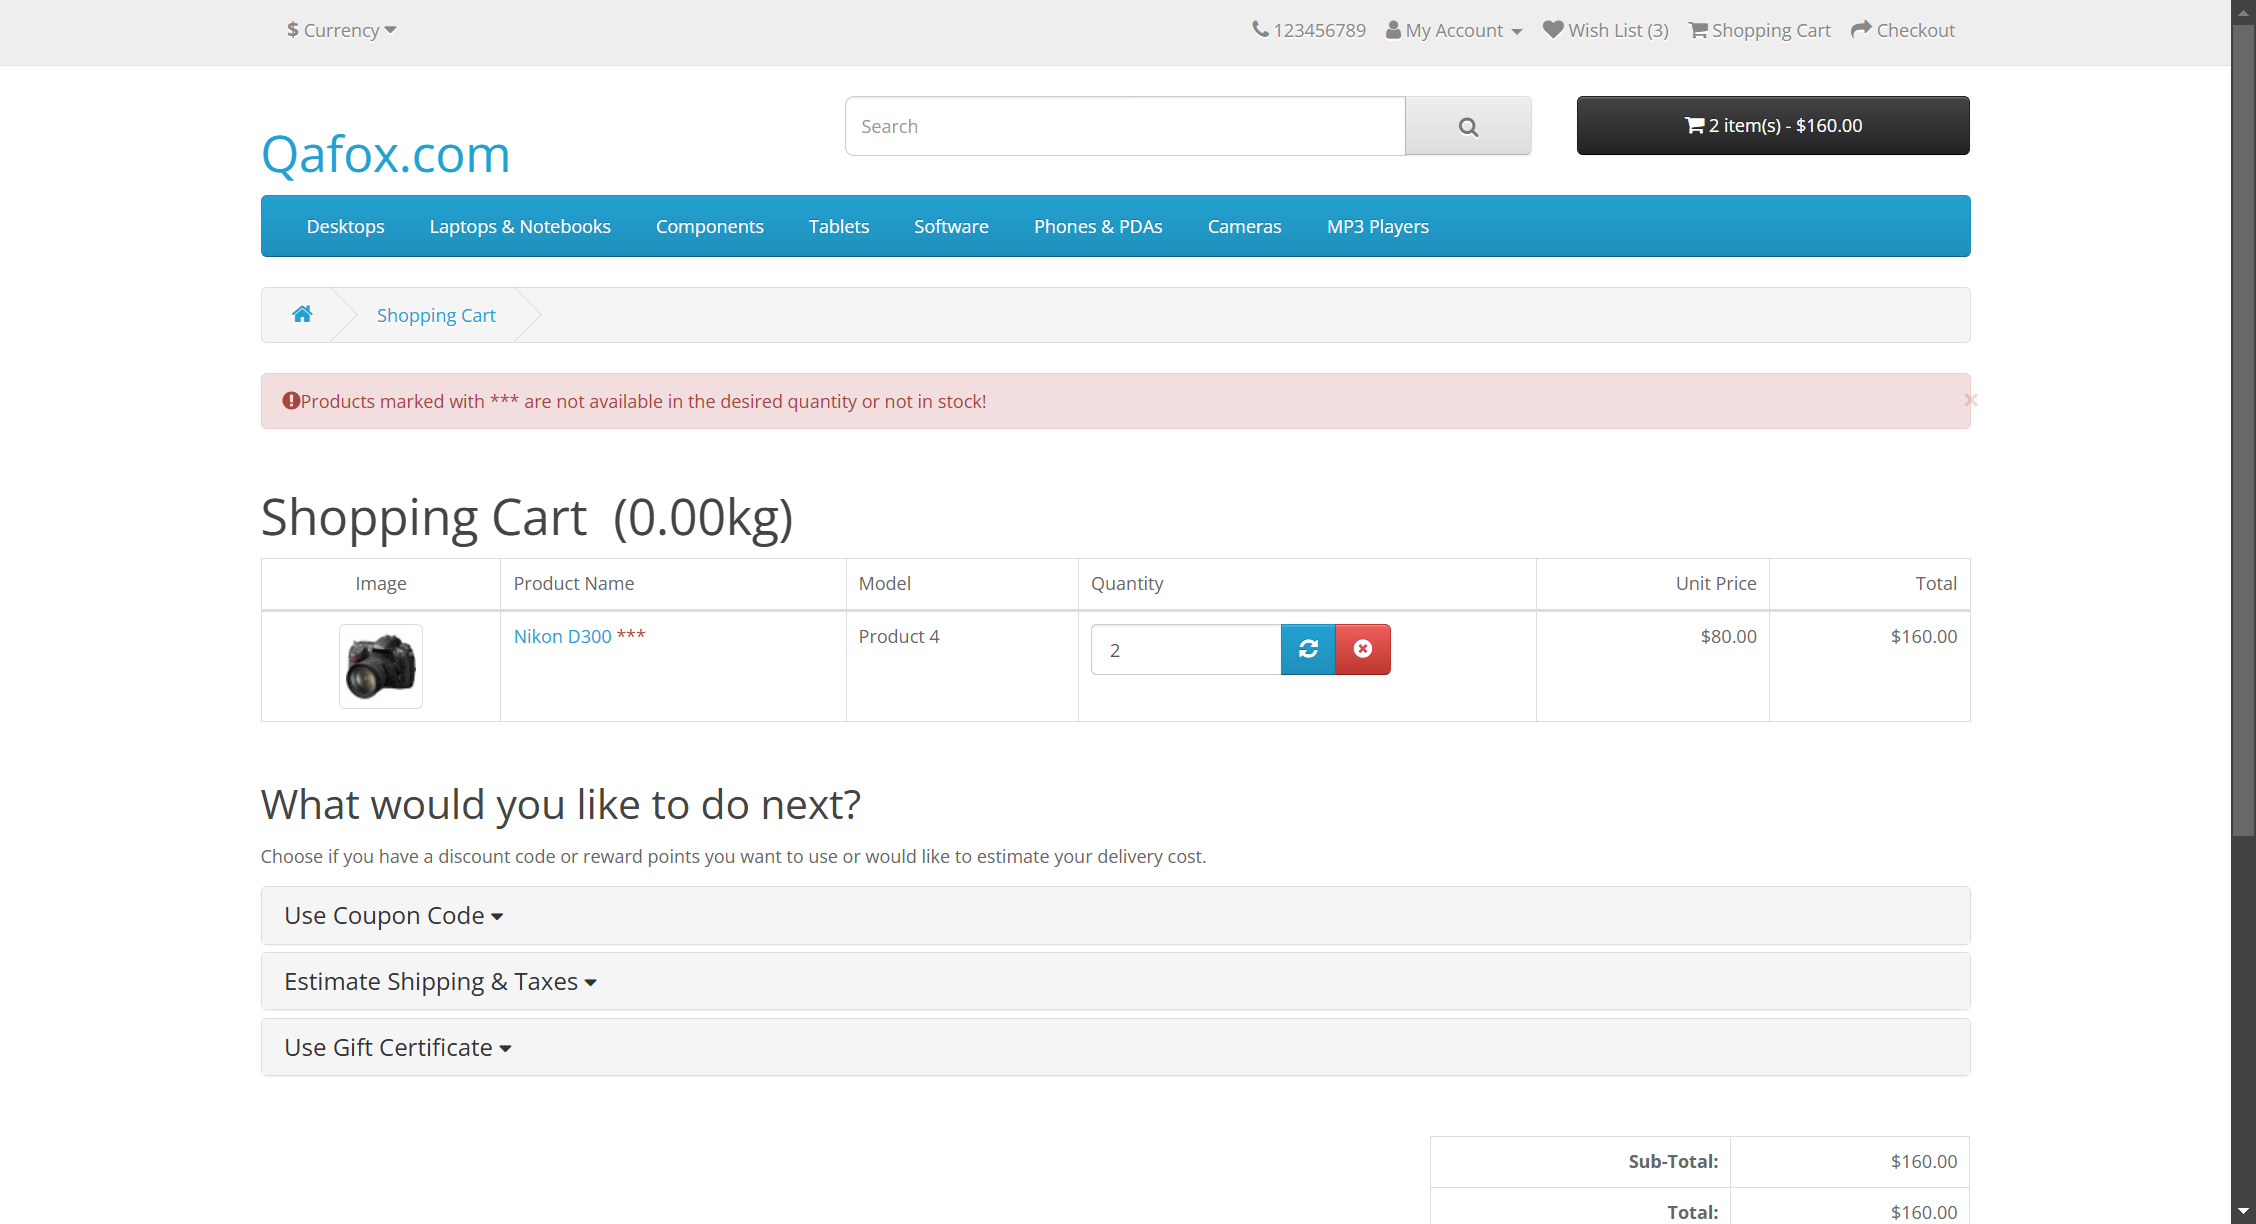 $ Currency
123456789 My Account Wish List (3) Shopping Cart Checkout
Qafox.com
Search
2 item(s) - $160.00
Desktops Laptops & Notebooks Components Tablets Software Phones & PDAs Cameras MP3 Players
Shopping Cart
Products marked with *** are not available in the desired quantity or not in stock!
×
Shopping Cart (0.00kg)
Image Product Name Model Quantity Unit Price Total
Nikon D300 *** Product 4 2 $80.00 $160.00
What would you like to do next?
Choose if you have a discount code or reward points you want to use or would like to estimate your delivery cost.
Use Coupon Code
Estimate Shipping & Taxes
Use Gift Certificate
Sub-Total: $160.00
Total: $160.00